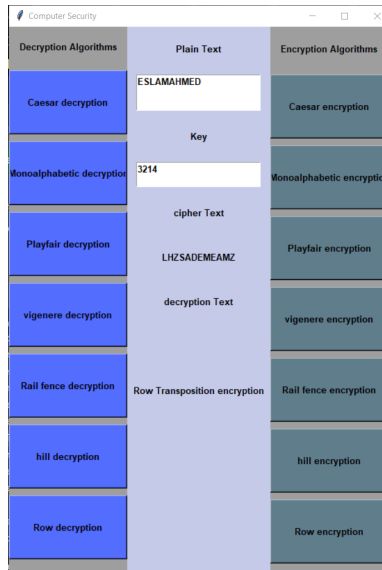 Computer Security
Decryption Algorithms
Caesar decryption
Monoalphabetic decryption
Playfair decryption
vigenere decryption
Rail fence decryption
hill decryption
Row decryption
Plain Text
ESLAMAHMED
Key
3214
cipher Text
LHZSADEMEAMZ
decryption Text
Row Transposition encryption
Encryption Algorithms
Caesar encryption
Monoalphabetic encryptio
Playfair encryption
vigenere encryption
Rail fence encryption
hill encryption
Row encryption